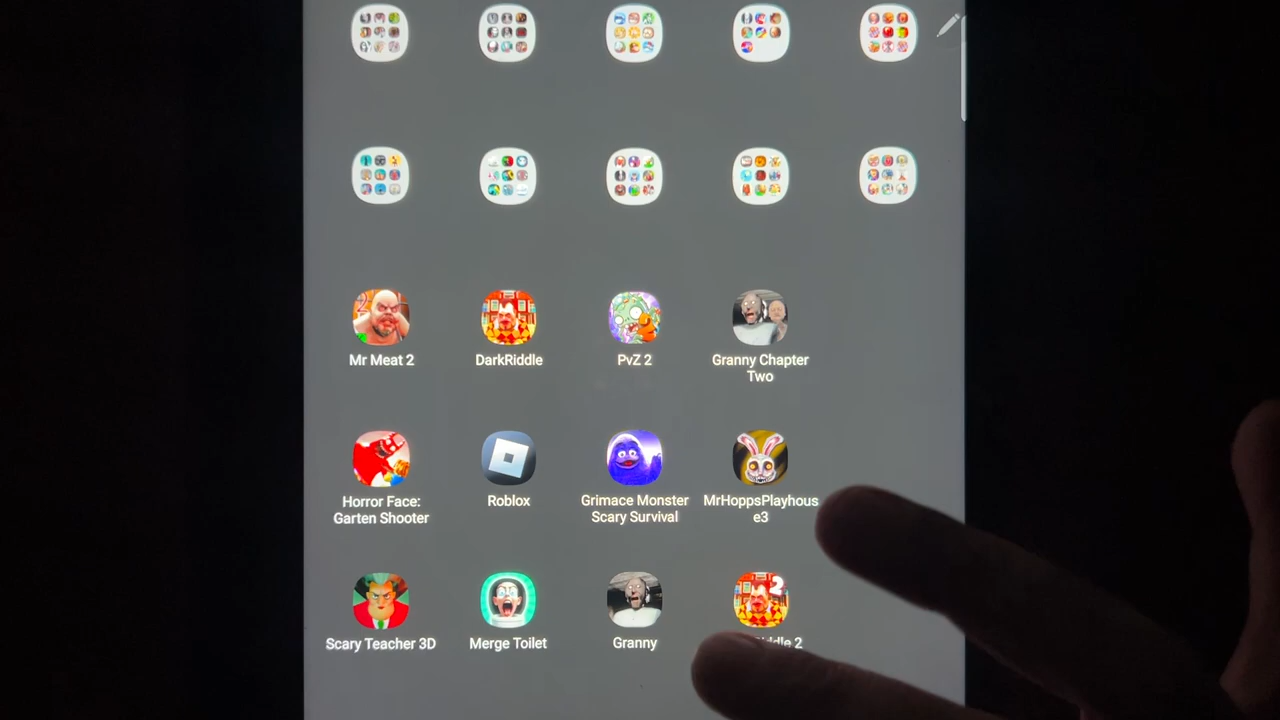 Mr Meat 2
DarkRiddle
PvZ 2
Granny Chapter
Two
Horror Face:
Garten Shooter
Roblox
Grimace Monster
Scary Survival
MrHoppsPlayhous
e3
Scary Teacher 3D
Merge Toilet
Granny
2